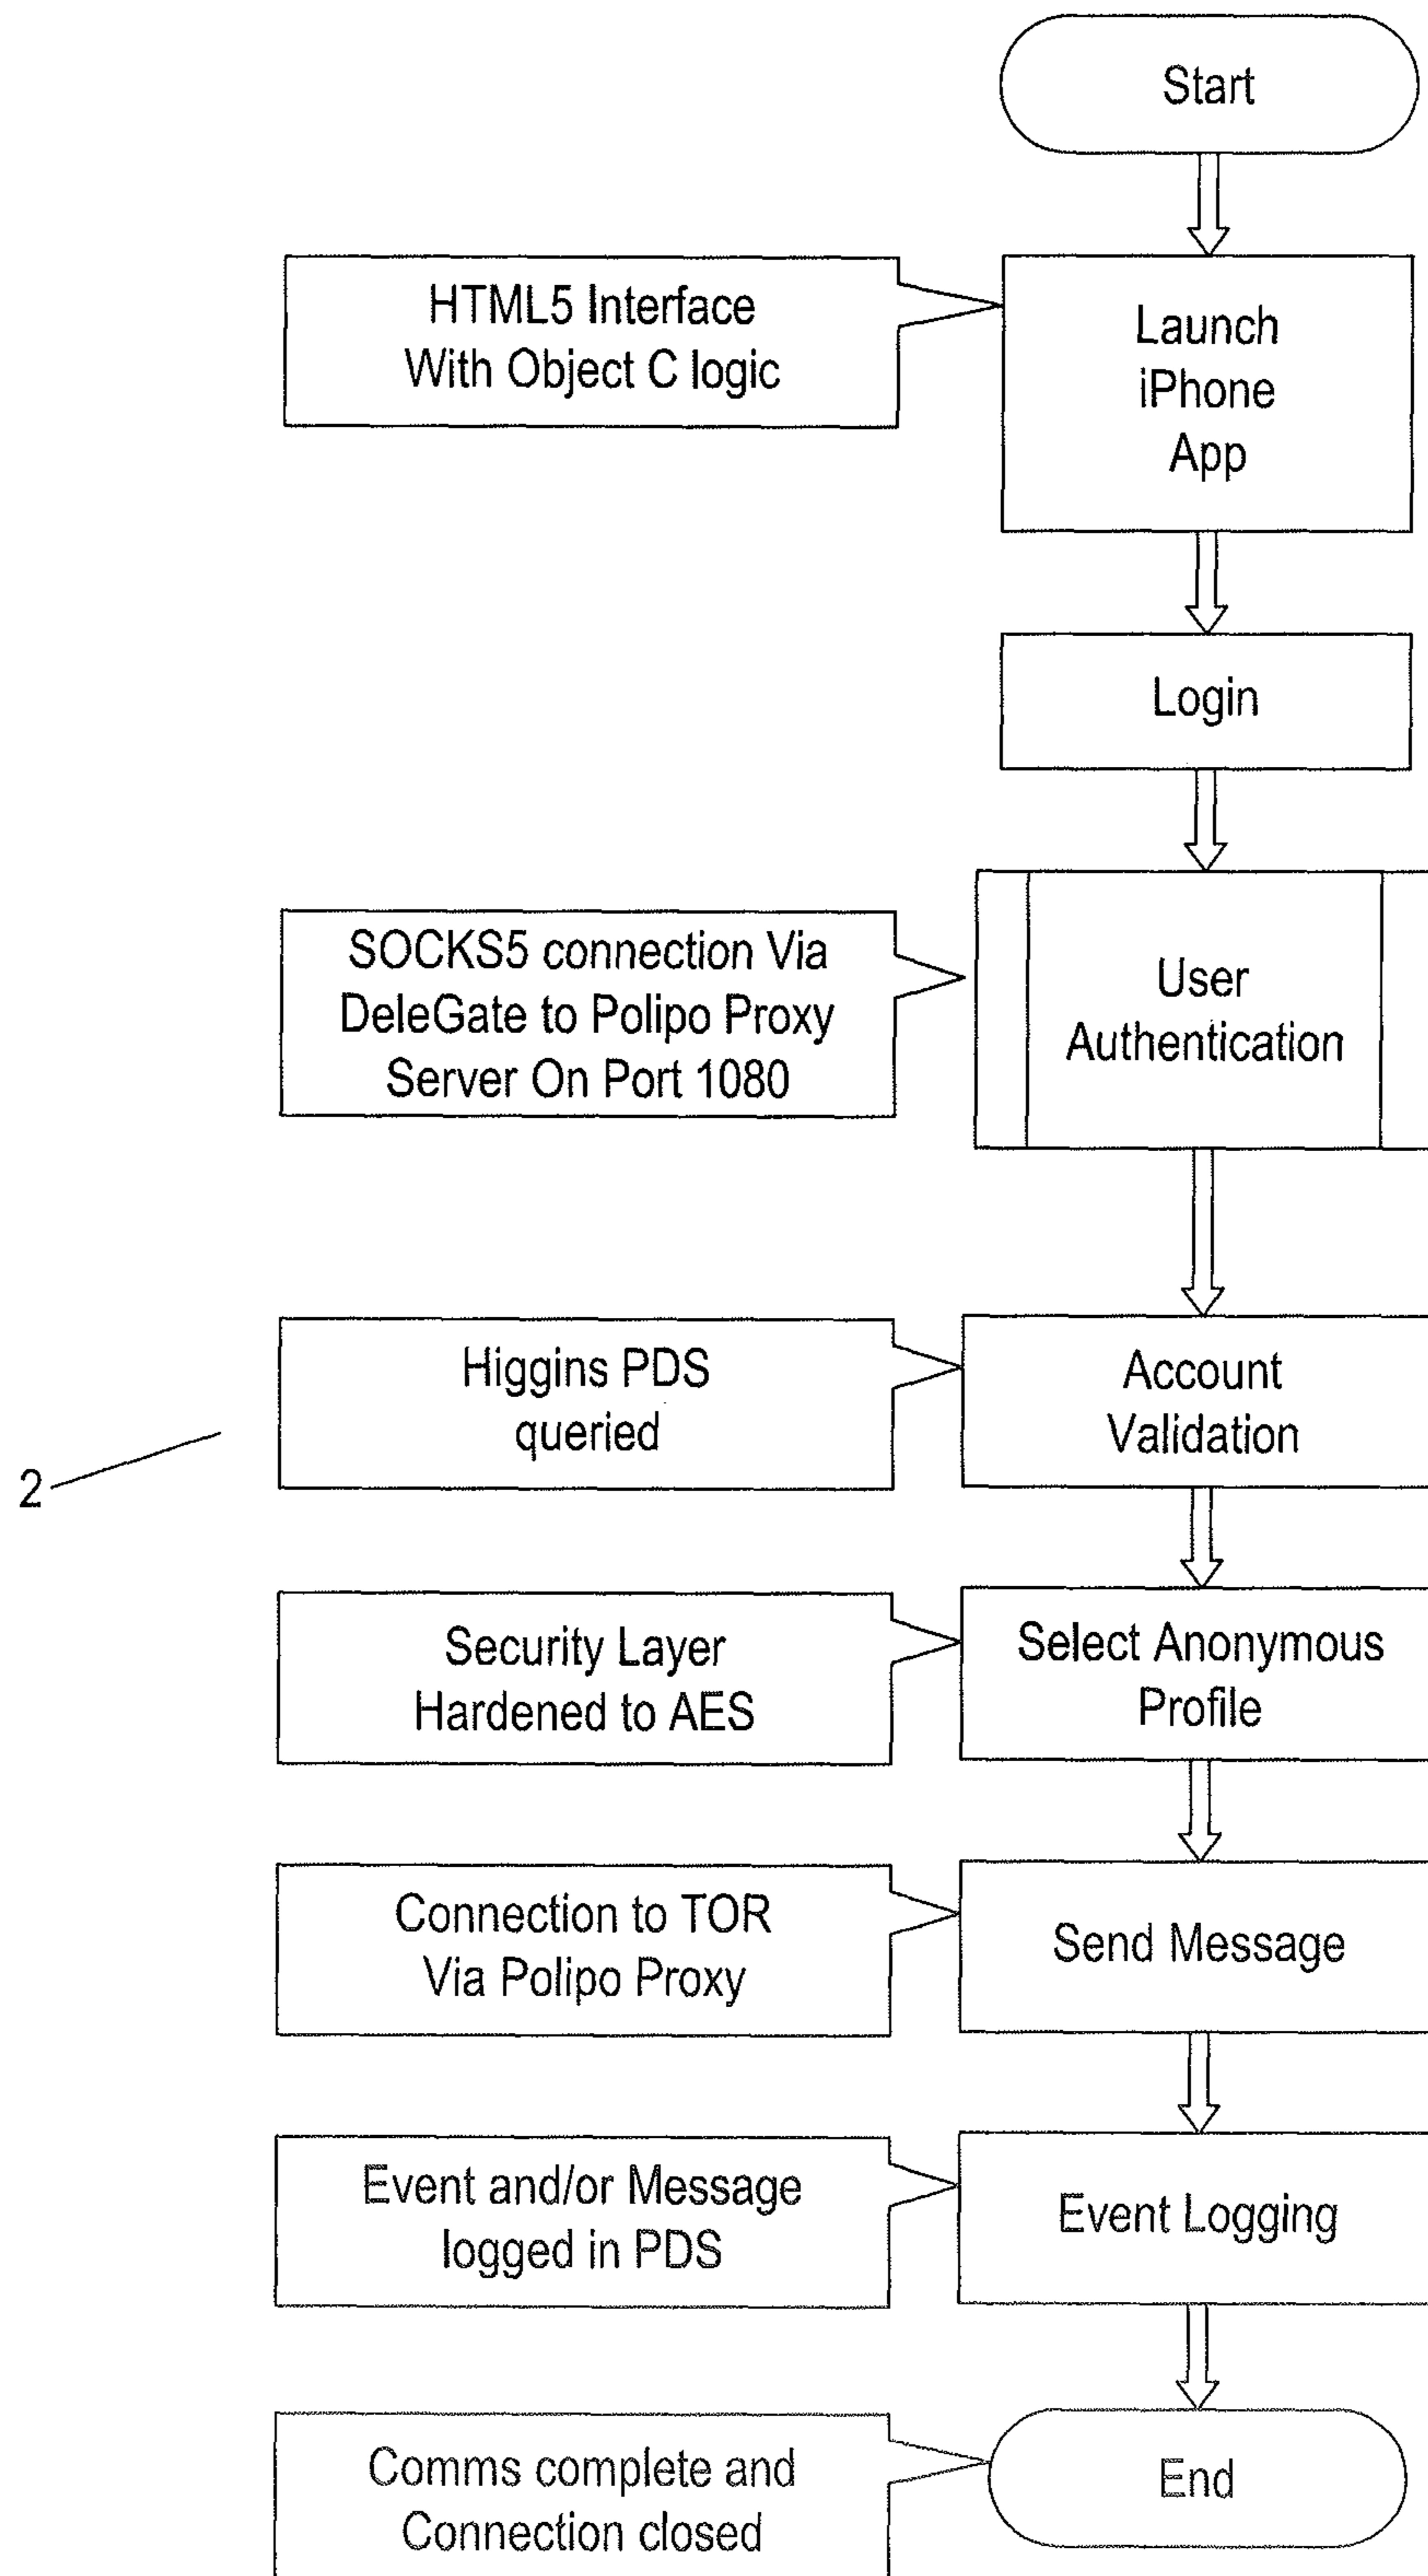 Start
HTML5 Interface
With Object C logic
Launch
iPhone
App
Login
SOCKS5 connection Via
DeleGate to Polipo Proxy
Server On Port 1080
User
Authentication
Higgins PDS
queried
Account
Validation
2
Security Layer
Hardened to AES
Select Anonymous
Profile
Connection to TOR
Via Polipo Proxy
Send Message
Event and/or Message
logged in PDS
Event Logging
Comms complete and
Connection closed
End